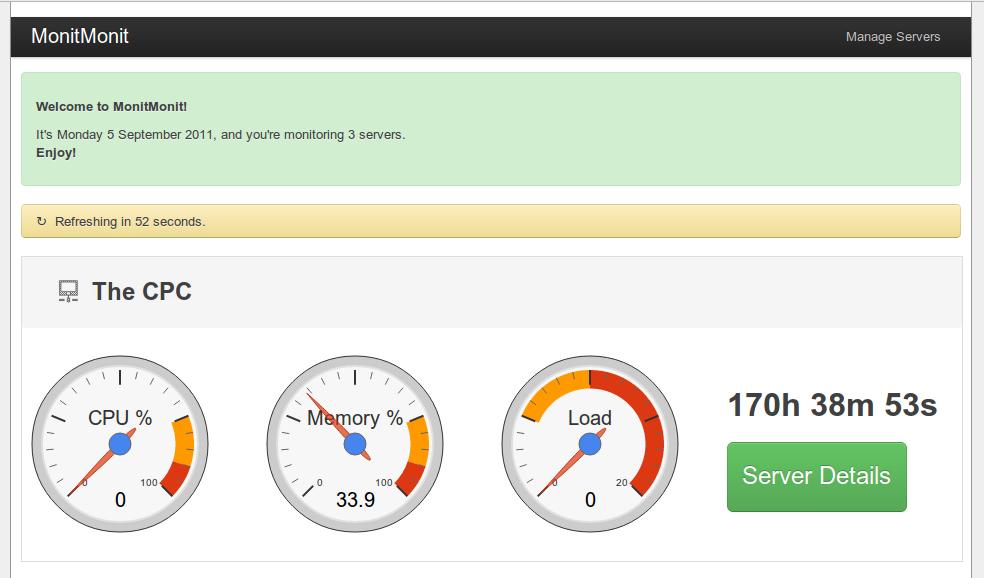 MonitMonit
Manage Servers
Welcome to MonitMonit!
It's Monday 5 September 2011, and you're monitoring 3 servers.
Enjoy!
↻ Refreshing in 52 seconds.
The CPC
CPU %
0
100
0
Memory %
0
100
33.9
Load
0
20
0
170h 38m 53s
Server Details